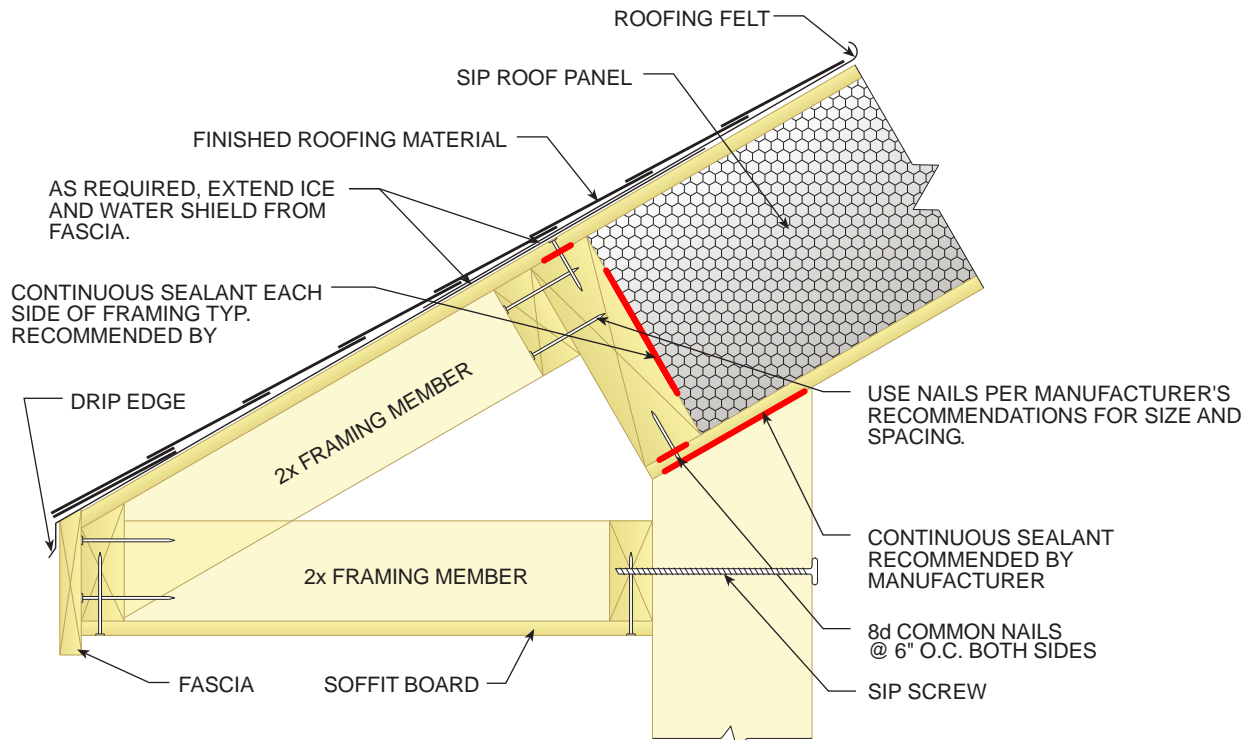 ROOFING FELT
SIP ROOF PANEL
FINISHED ROOFING MATERIAL
AS REQUIRED, EXTEND ICE
AND WATER SHIELD FROM
FASCIA.
CONTINUOUS SEALANT EACH
SIDE OF FRAMING TYP.
RECOMMENDED BY
DRIP EDGE
2x FRAMING MEMBER
USE NAILS PER MANUFACTURER'S
RECOMMENDATIONS FOR SIZE AND
SPACING.
2x FRAMING MEMBER
CONTINUOUS SEALANT
RECOMMENDED BY
MANUFACTURER
8d COMMON NAILS
@ 6" O.C. BOTH SIDES
FASCIA
SOFFIT BOARD
SIP SCREW